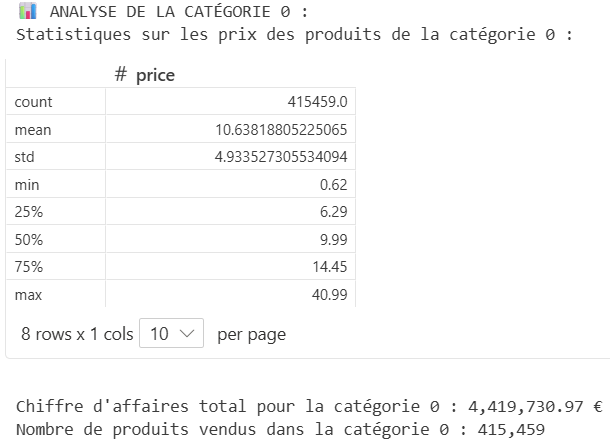 📊 ANALYSE DE LA CATÉGORIE 0 :
Statistiques sur les prix des produits de la catégorie 0 :
# price
count 415459.0
mean 10.63818805225065
std 4.933527305534094
min 0.62
25% 6.29
50% 9.99
75% 14.45
max 40.99
8 rows x 1 cols 10 per page
Chiffre d'affaires total pour la catégorie 0 : 4,419,730.97 €
Nombre de produits vendus dans la catégorie 0 : 415,459